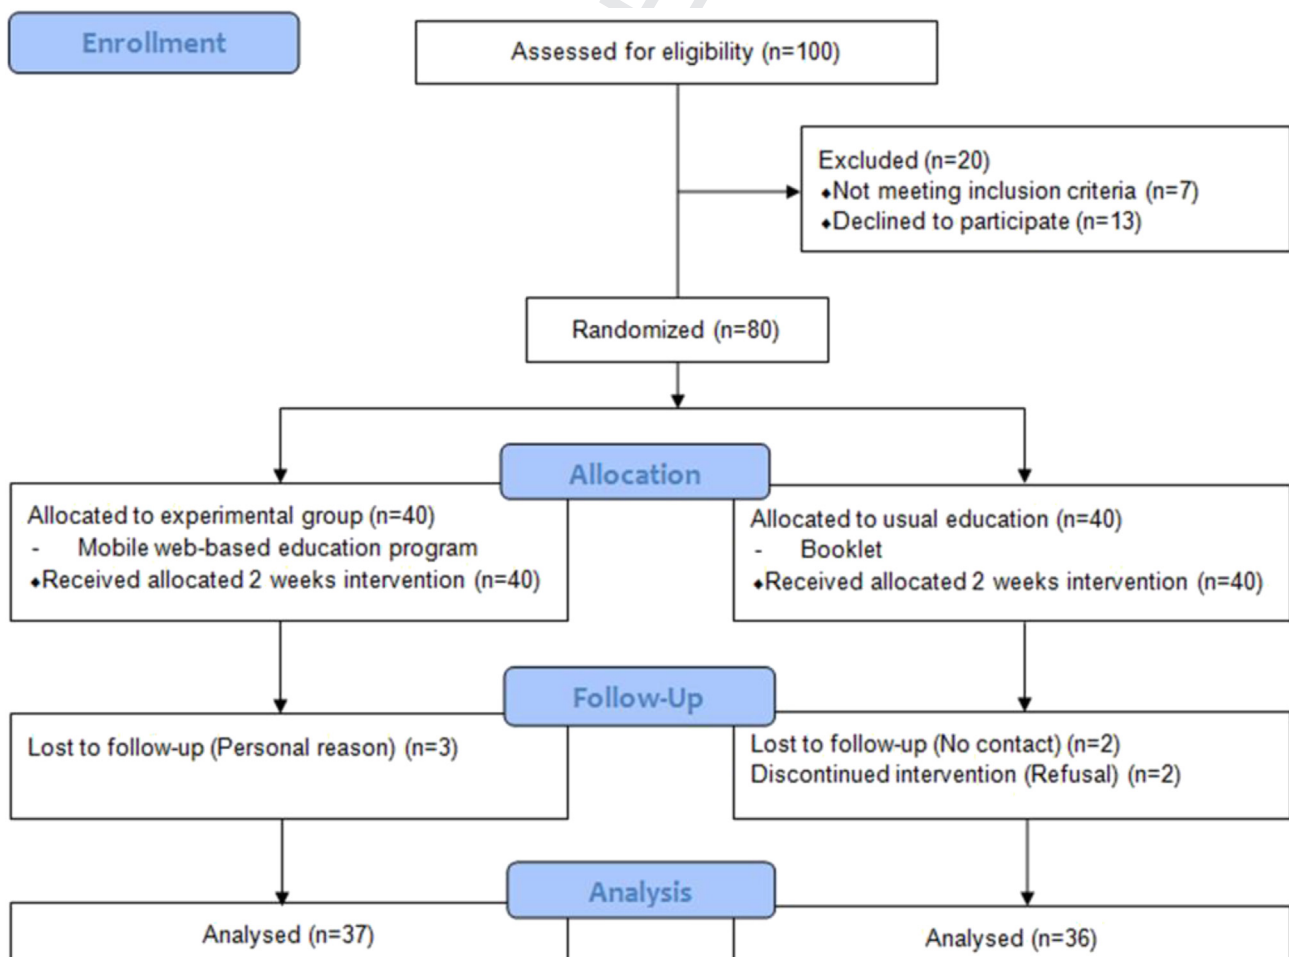 Enrollment
Assessed for eligibility (n=100)
Excluded (n=20)
⬥Not meeting inclusion criteria (n=7)
⬥Declined to participate (n=13)
Randomized (n=80)
Allocation
Allocated to experimental group (n=40)
- Mobile web-based education program
⬥Received allocated 2 weeks intervention (n=40)
Allocated to usual education (n=40)
- Booklet
⬥Received allocated 2 weeks intervention (n=40)
Follow-Up
Lost to follow-up (Personal reason) (n=3)
Lost to follow-up (No contact) (n=2)
Discontinued intervention (Refusal) (n=2)
Analysis
Analysed (n=37)
Analysed (n=36)